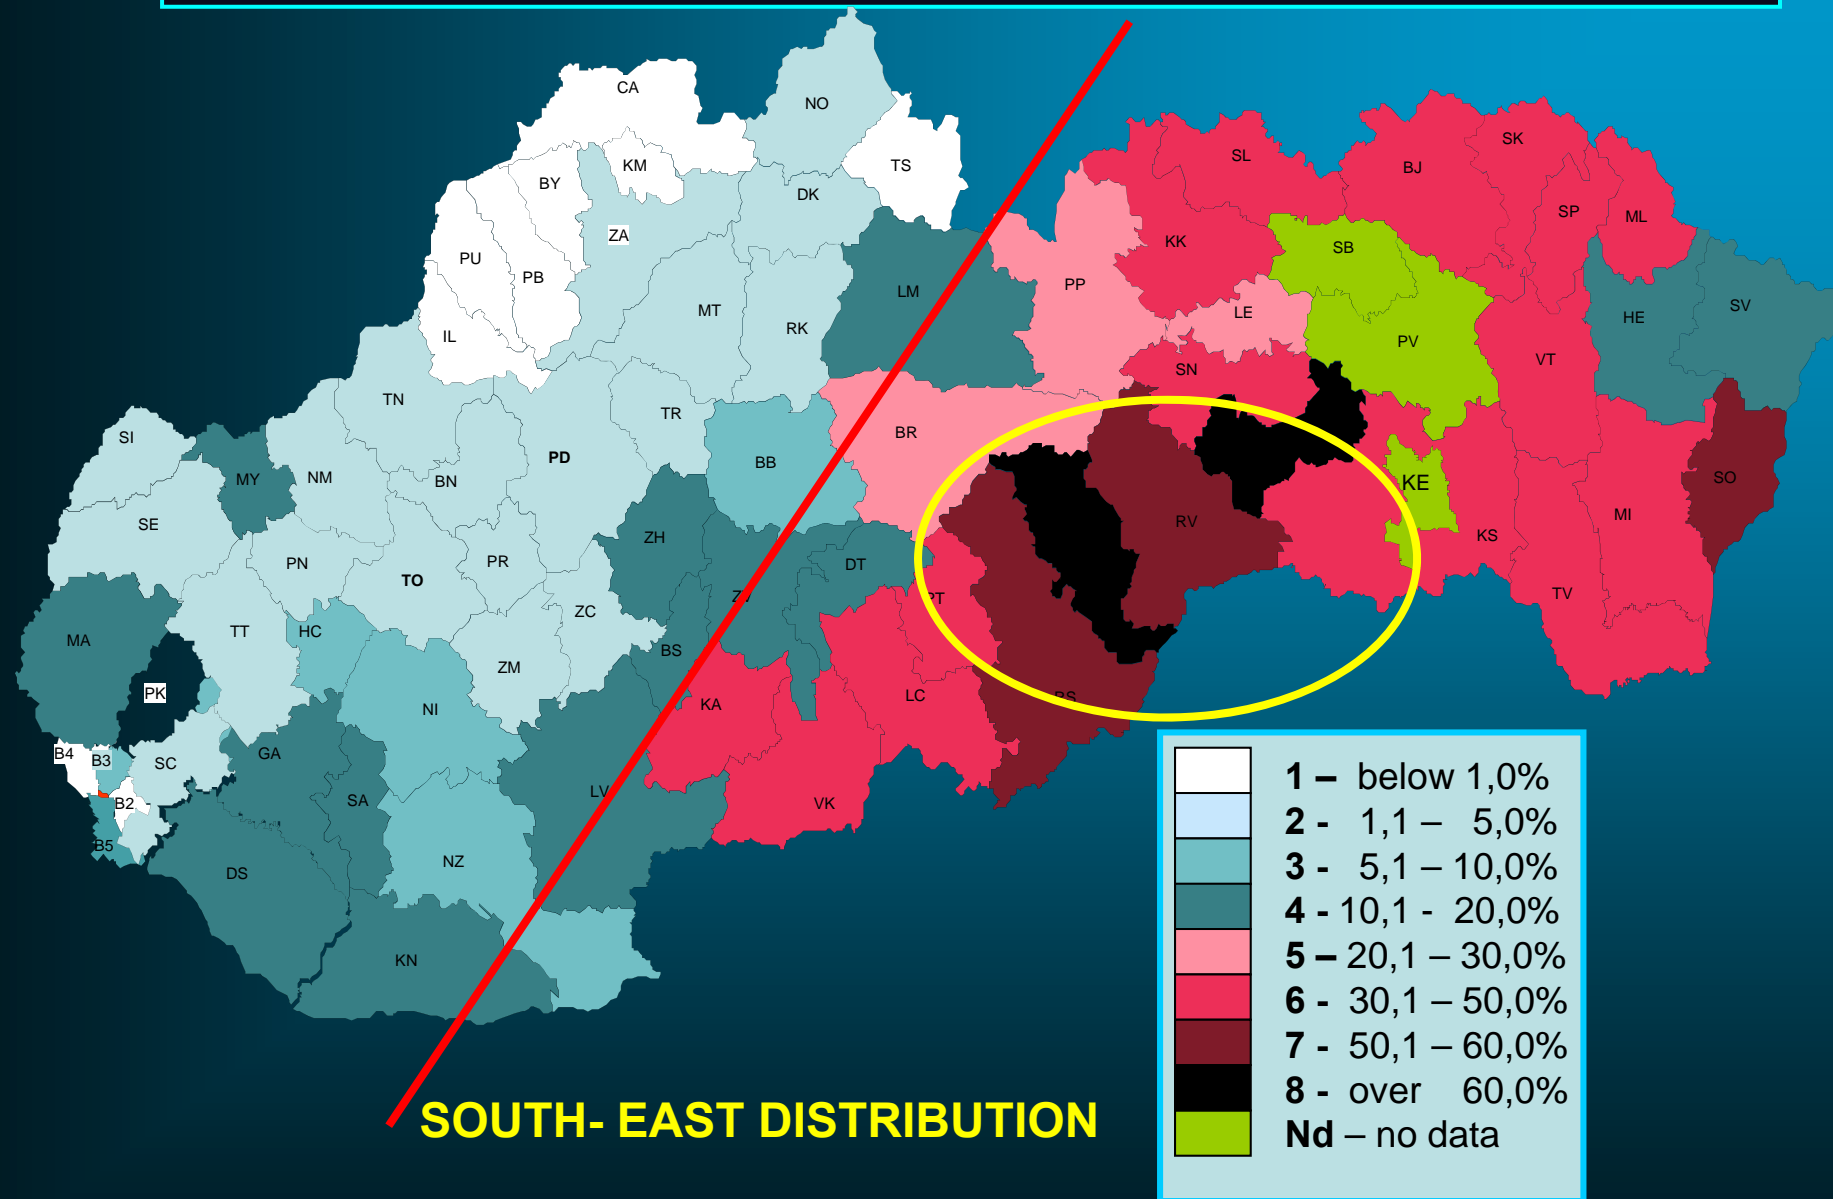 CA
NO
KM
TS
BY
DK
ZA
PU
PB
IL
MT
RK
LM
SL
BJ
SK
SP
ML
KK
SB
PP
LE
PV
HE
SV
VT
SN
TN
TR
BR
SI
MY
NM
BN
PD
BB
SE
ZH
RV
KE
KS
MI
SO
PN
PR
TO
DT
TV
MA
TT
HC
ZM
ZC
BS
PT
PK
NI
KA
LC
RS
B4
B3
SC
GA
B2
SA
LV
VK
B5
DS
NZ
KN
1 – below 1,0%
2 - 1,1 – 5,0%
3 - 5,1 – 10,0%
4 - 10,1 - 20,0%
5 – 20,1 – 30,0%
6 - 30,1 – 50,0%
7 - 50,1 – 60,0%
8 - over 60,0%
Nd – no data
SOUTH- EAST DISTRIBUTION